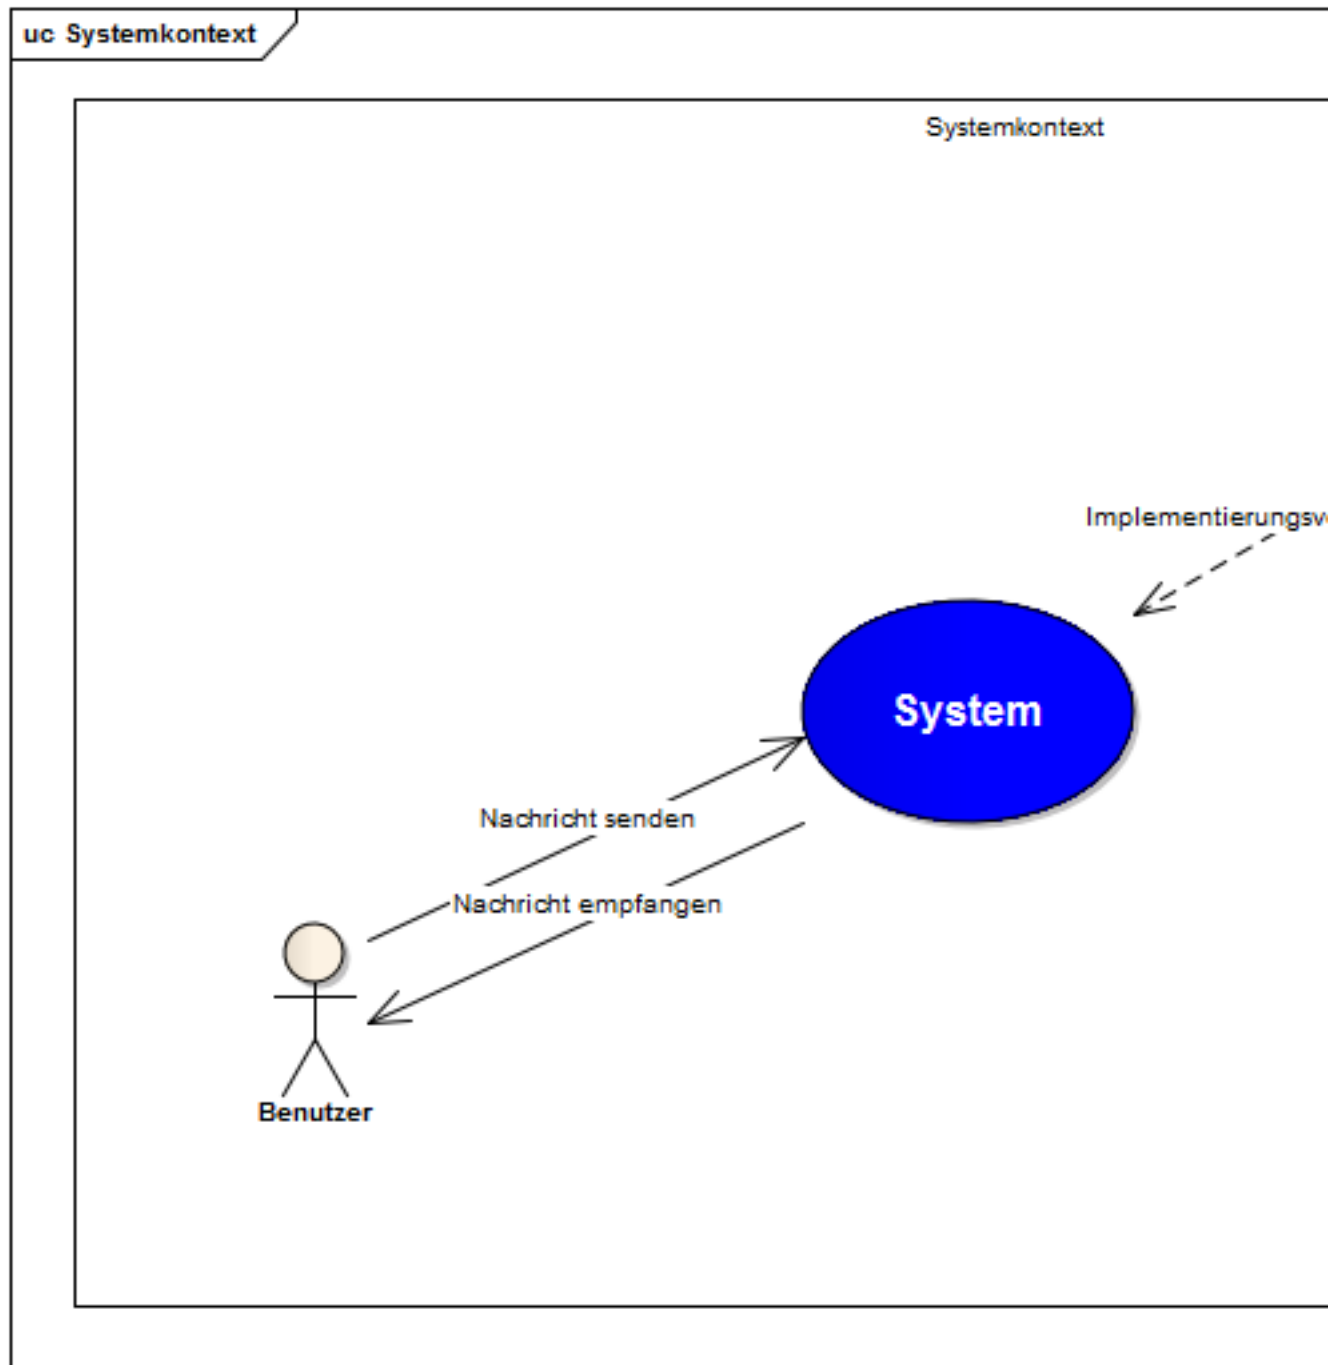 uc Systemkontext
Systemkontext
System
Nachricht senden
Nachricht empfangen
Benutzer